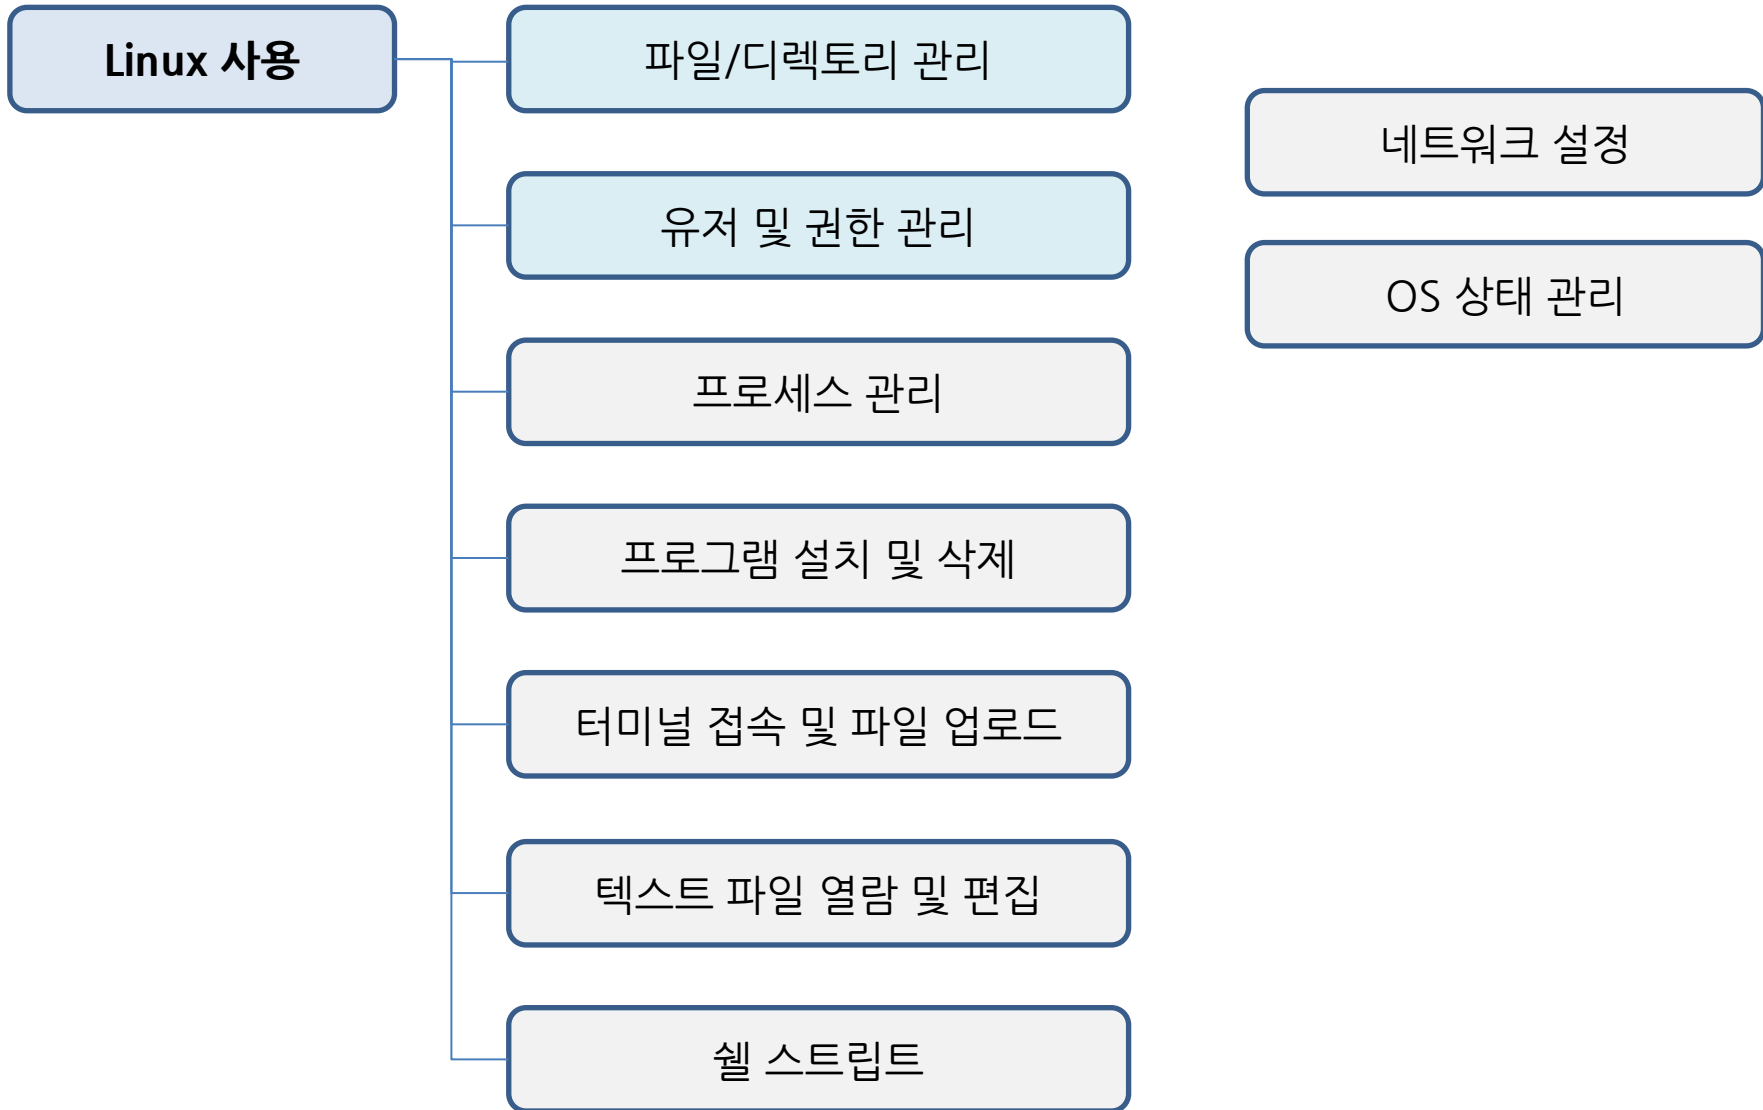 Linux 사용
파일/디렉토리 관리
유저 및 권한 관리
프로세스 관리
프로그램 설치 및 삭제
터미널 접속 및 파일 업로드
텍스트 파일 열람 및 편집
쉘 스트립트
네트워크 설정
OS 상태 관리